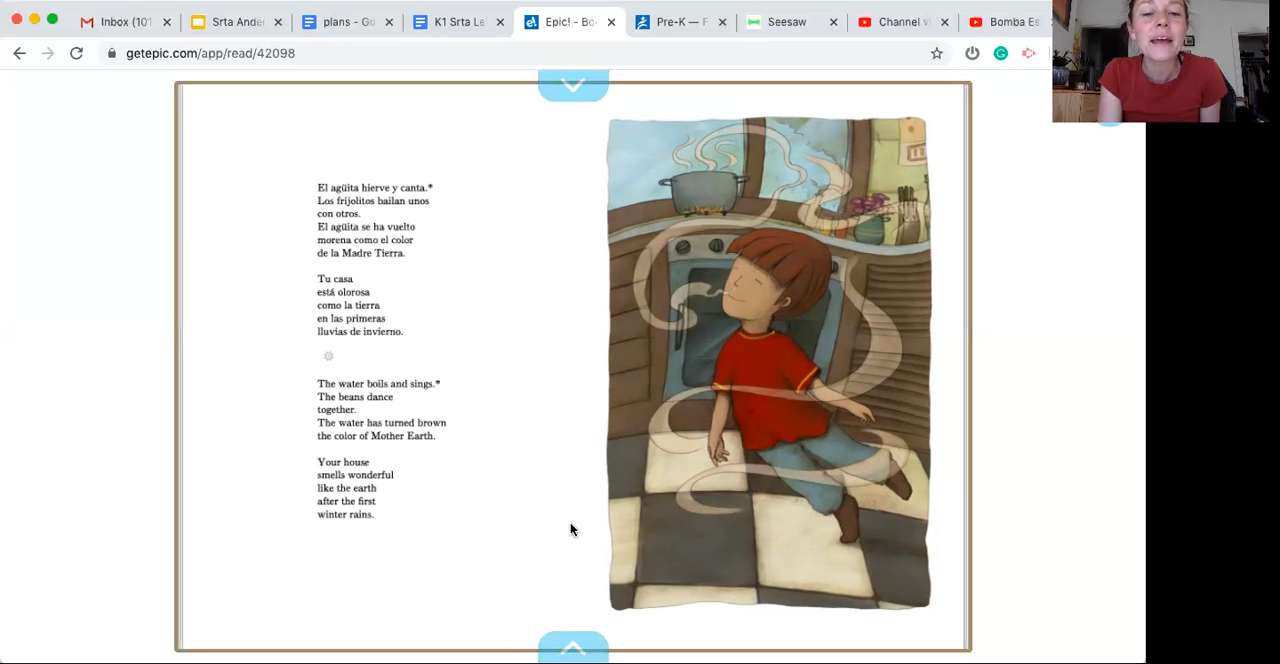 Inbox (101
Srta Ander
plans - Go
K1 Srta Le
Epic! - Bo
Pre-K — F
Seesaw
Channel v
Bomba Es
getepic.com/app/read/42098
El agüita hierve y canta.*
Los frijolitos bailan unos
con otros.
El agüita se ha vuelto
morena como el color
de la Madre Tierra.
Tu casa
está olorosa
como la tierra
en las primeras
lluvias de invierno.
The water boils and sings.*
The beans dance
together.
The water has turned brown
the color of Mother Earth.
Your house
smells wonderful
like the earth
after the first
winter rains.